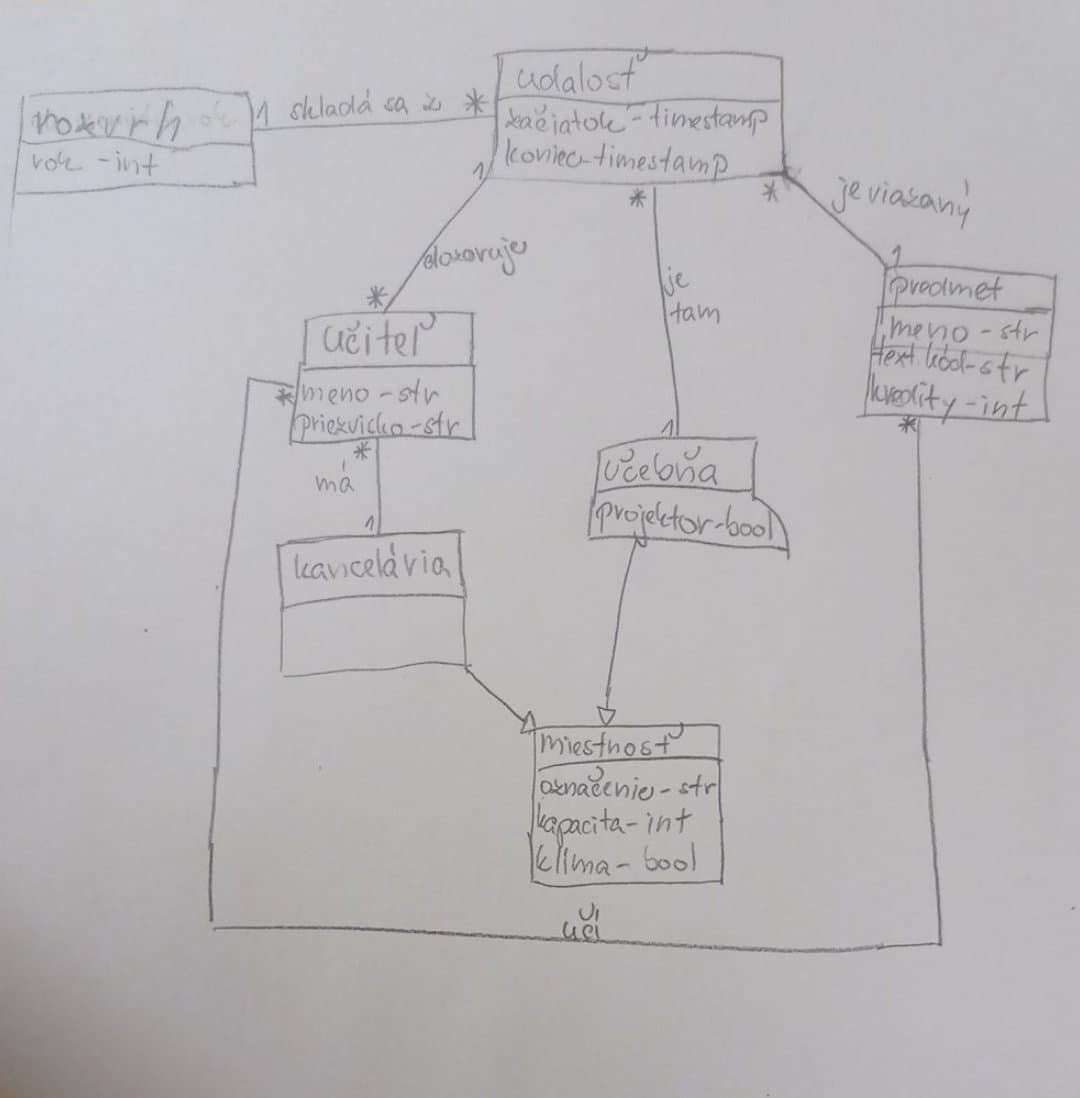 udalosť
začiatok-timestamp
koniec-timestamp
rozvrh
rok -int
1 skladá sa z *
1
dozoruje
*
*
je
tam
1
*
je viazaný
1
predmet
meno-str
text.kód-str
kredity-int
*
učiteľ
meno-str
priezvisko-str
*
*
má
1
kancelária
učebňa
projektor-bool
miestnosť
označenie-str
kapacita-int
klíma-bool
učí